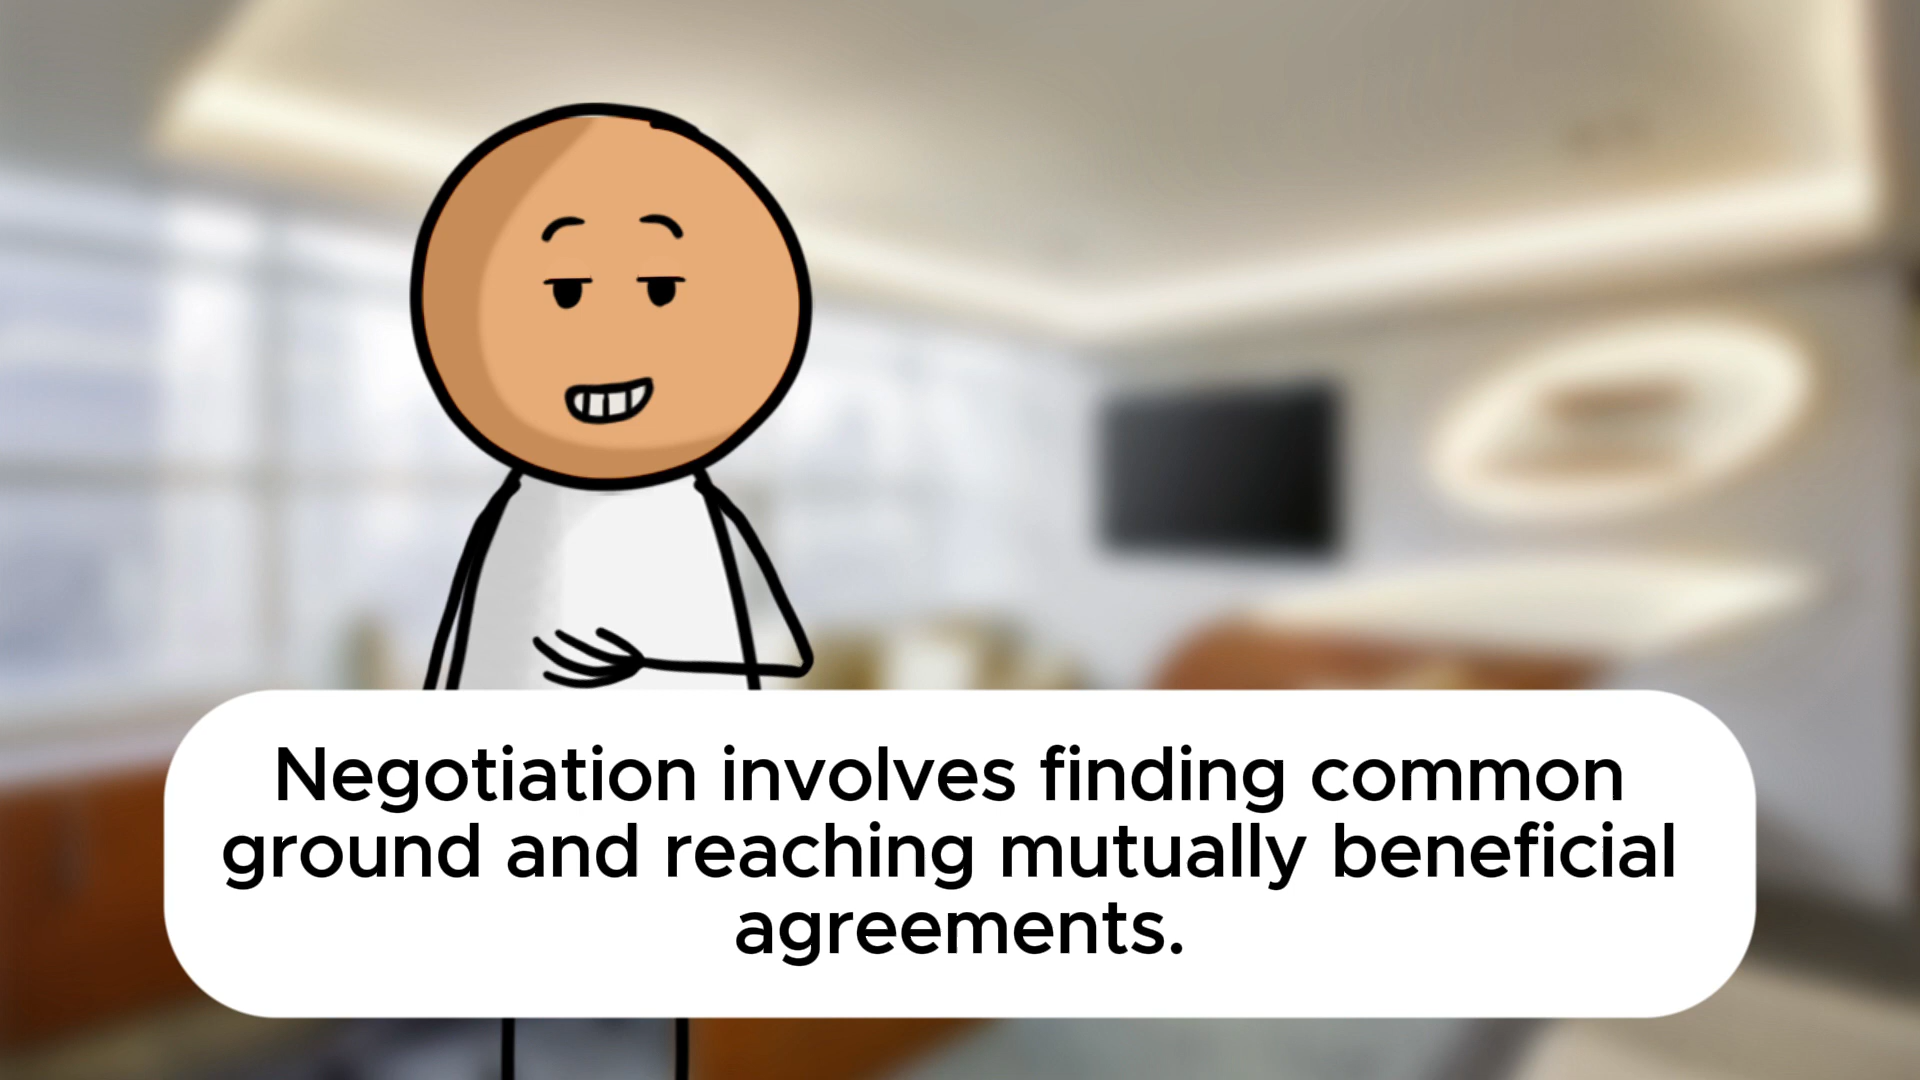 Negotiation involves finding common
ground and reaching mutually beneficial
agreements.